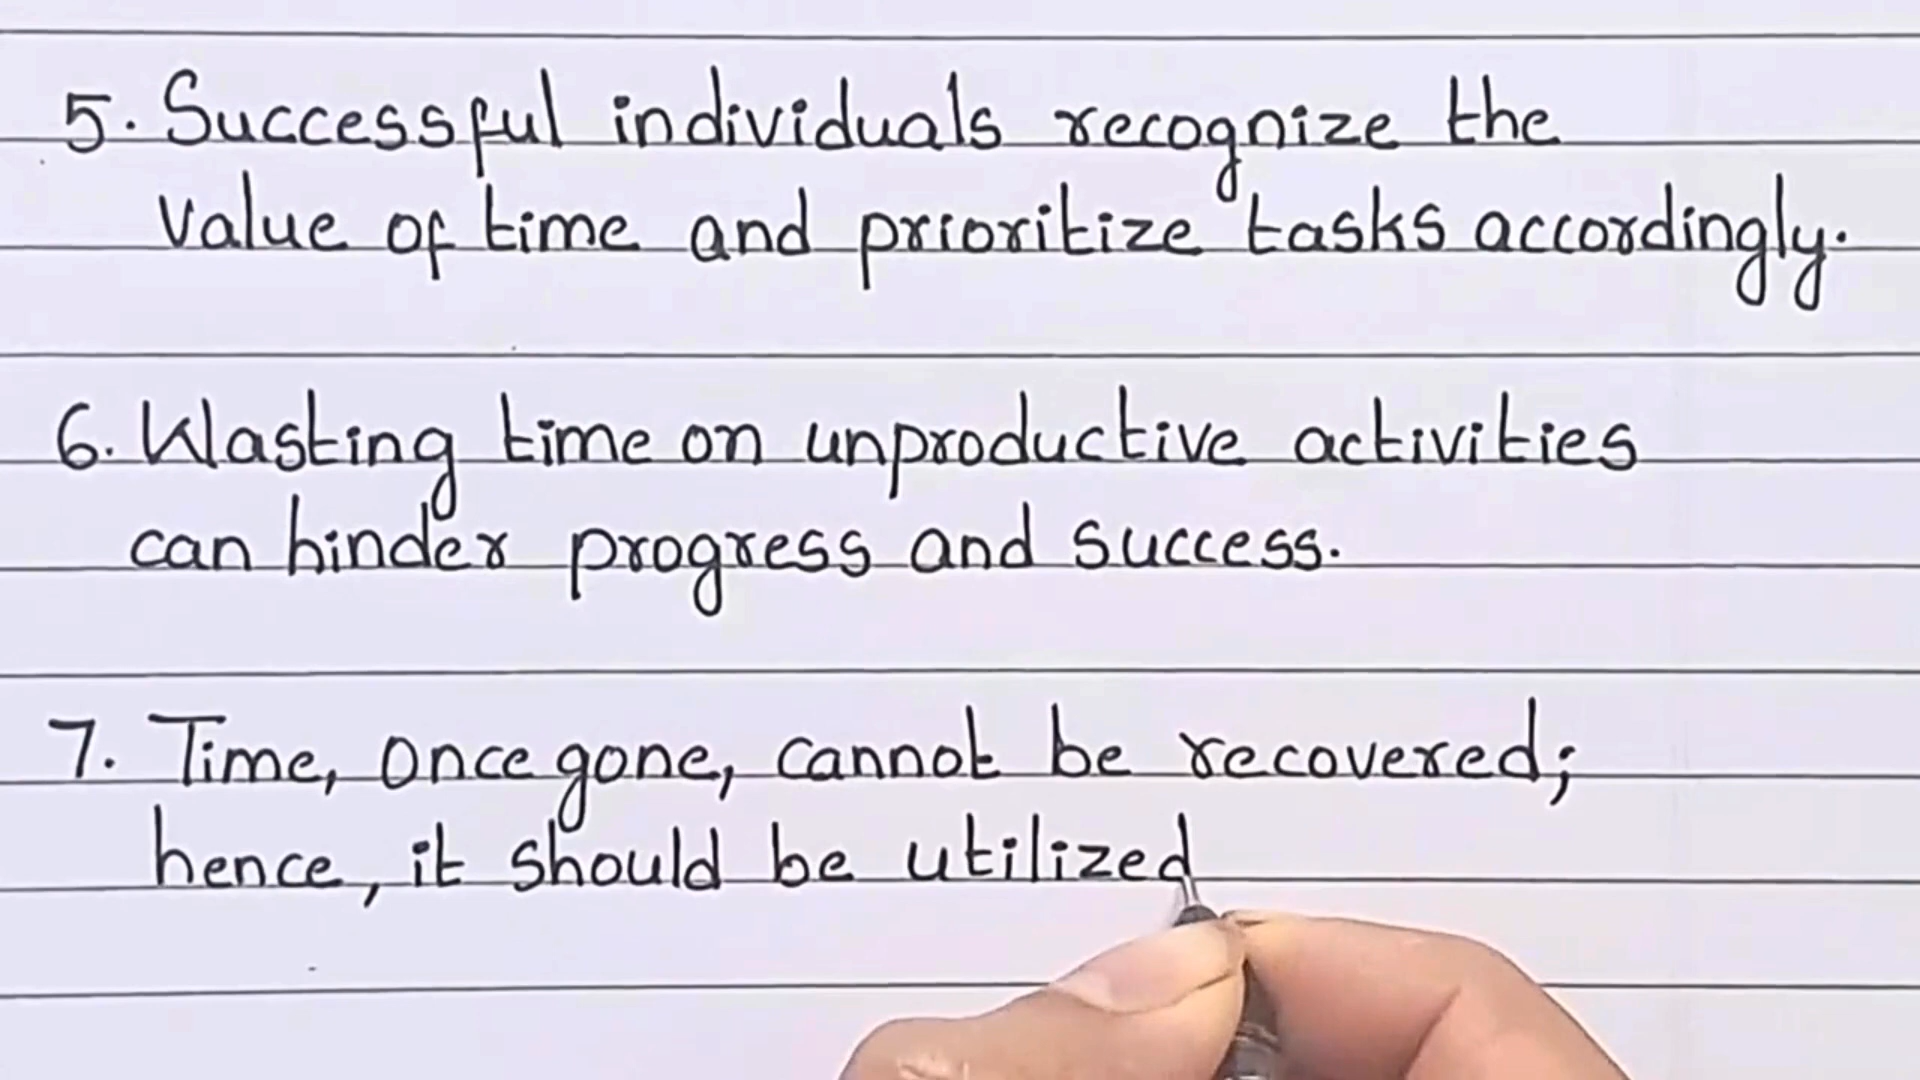 5. Successful individuals recognize the
value of time and prioritize tasks accordingly.
6. Wasting time on unproductive activities
can hinder progress and success.
7. Time, once gone, cannot be recovered;
hence, it should be utilized